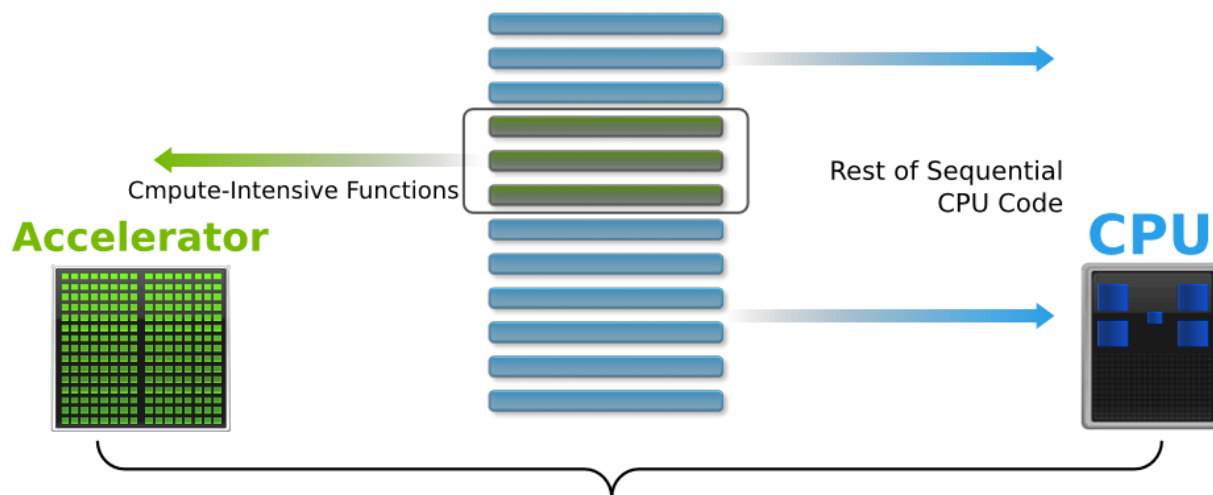 Cmpute-Intensive Functions
Rest of Sequential
CPU Code
Accelerator
CPU